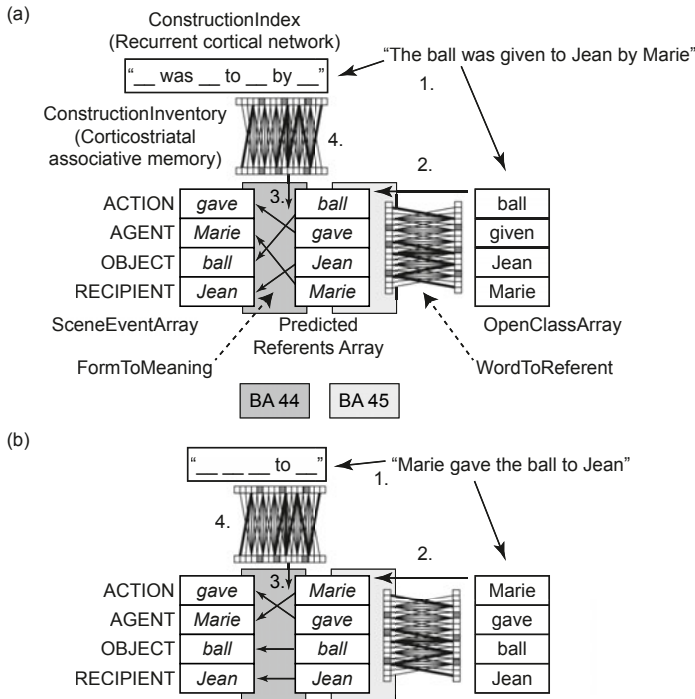 (a)
ConstructionIndex
(Recurrent cortical network)
"__ was __ to __ by __"
"The ball was given to Jean by Marie"
1.
ConstructionInventory
(Corticostriatal
associative memory)
4.
2.
3.
ACTION gave ball ball
AGENT Marie gave given
OBJECT ball Jean Jean
RECIPIENT Jean Marie Marie
SceneEventArray Predicted OpenClassArray
Referents Array
FormToMeaning WordToReferent
BA 44 BA 45
(b)
"__ __ __ to __"
"Marie gave the ball to Jean"
1.
4.
2.
3.
ACTION gave Marie Marie
AGENT Marie gave gave
OBJECT ball ball ball
RECIPIENT Jean Jean Jean